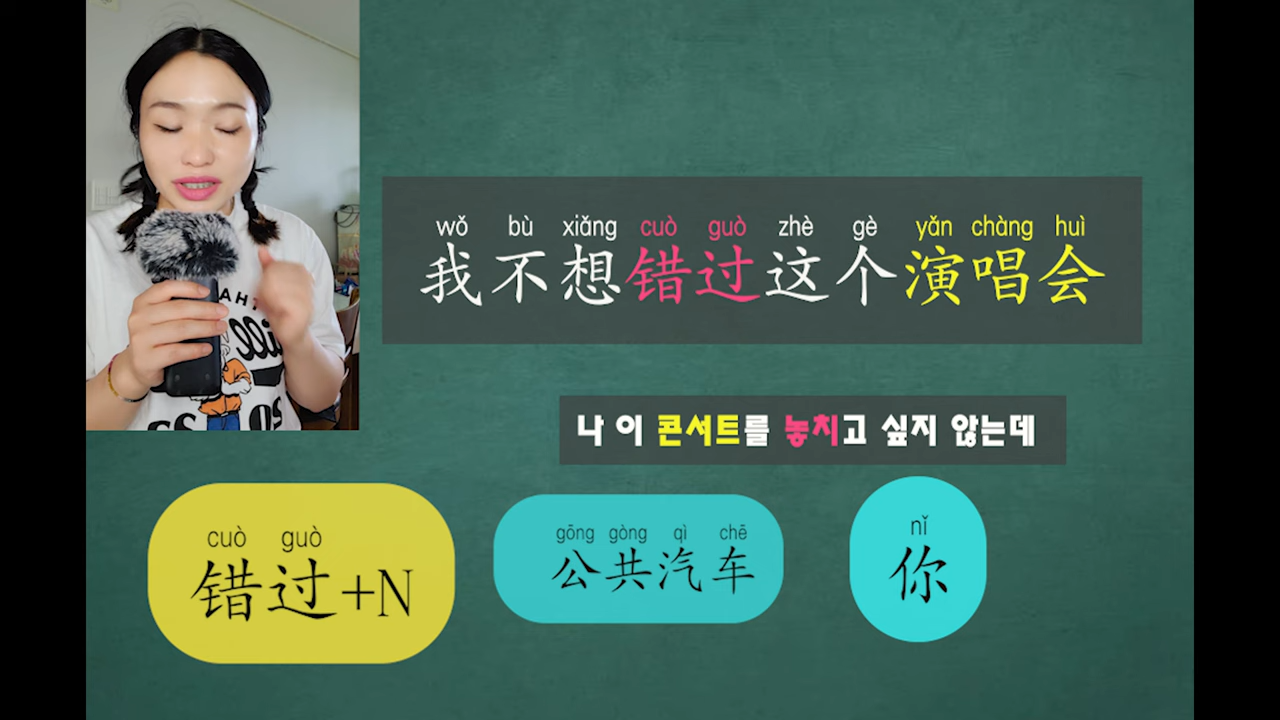 wǒ bù xiǎng cuò guò zhè gè yǎn chàng huì
我不想错过这个演唱会
나 이 콘서트를 놓치고 싶지 않는데
cuò guò
错过+N
gōng gòng qì chē
公共汽车
nǐ
你